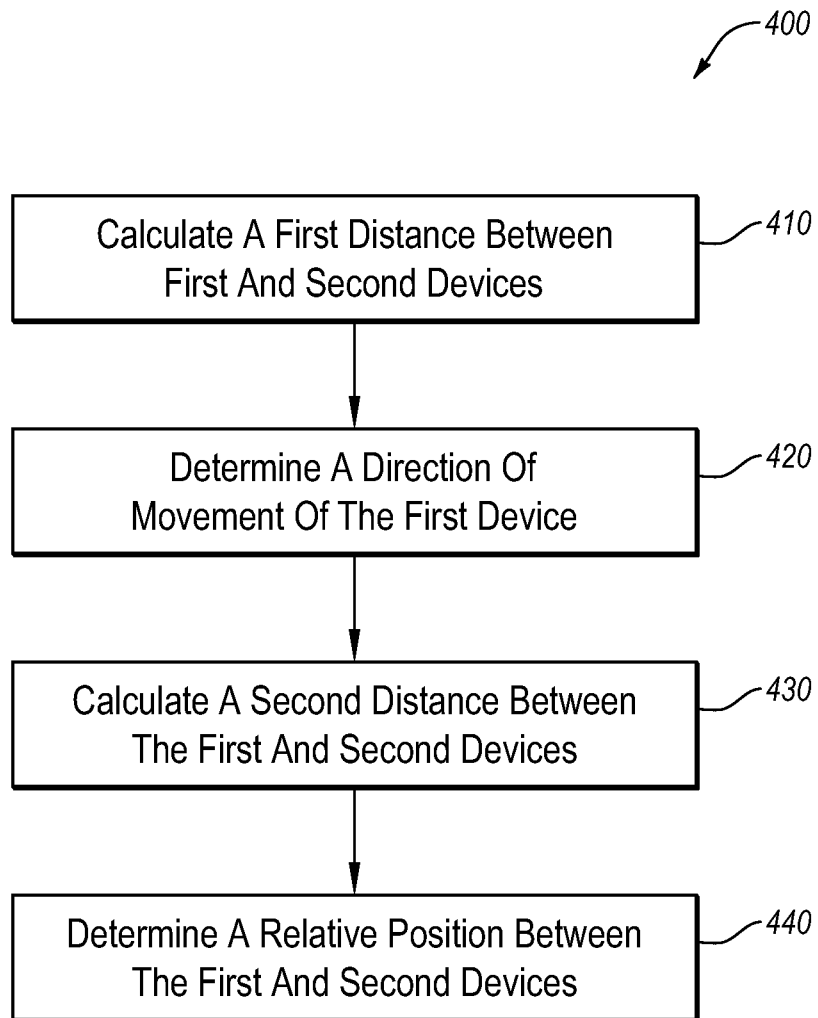 400
Calculate A First Distance Between
First And Second Devices
410
Determine A Direction Of
Movement Of The First Device
420
Calculate A Second Distance Between
The First And Second Devices
430
Determine A Relative Position Between
The First And Second Devices
440